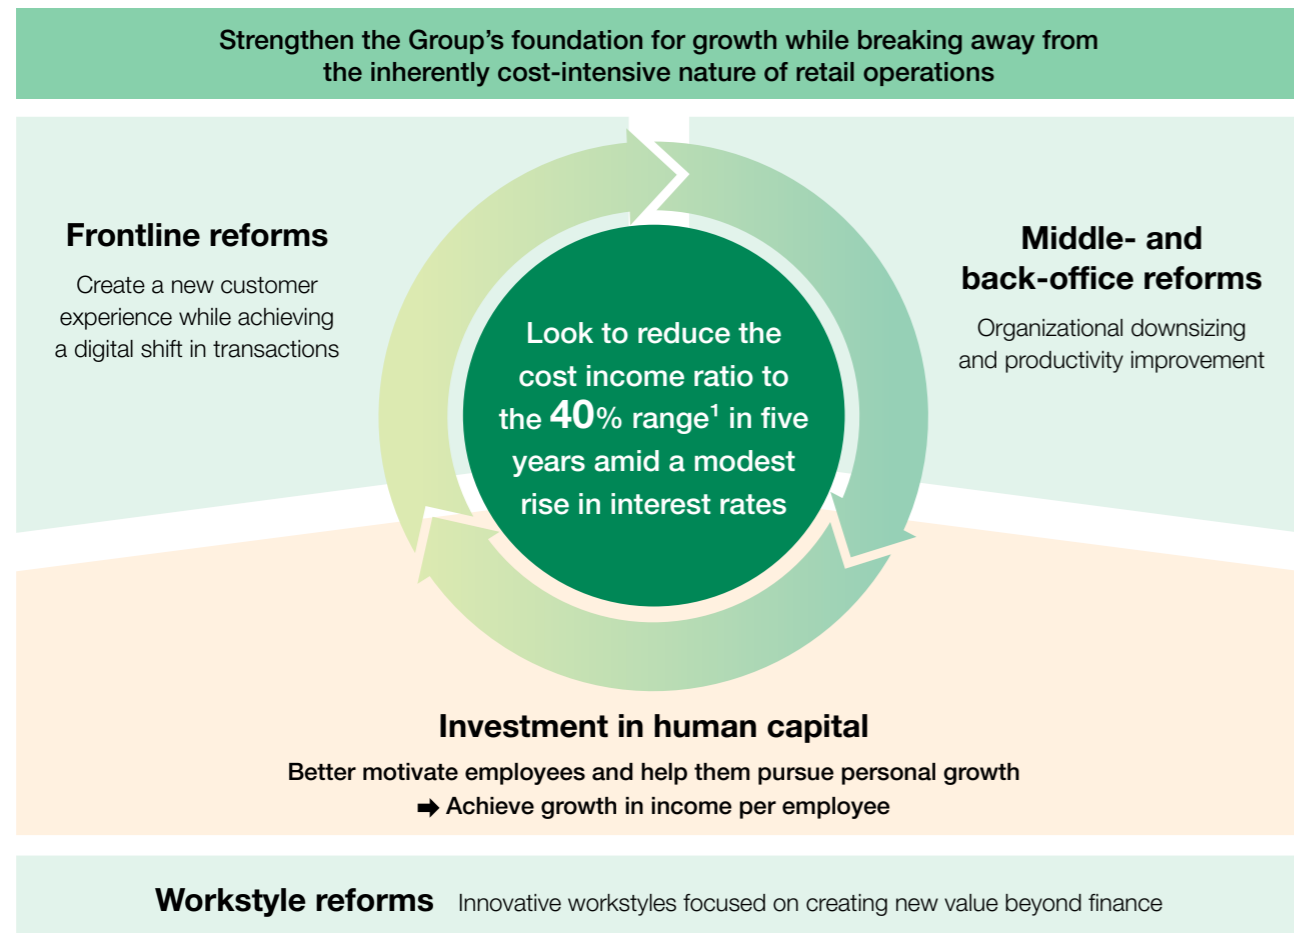 Strengthen the Group’s foundation for growth while breaking away from
the inherently cost-intensive nature of retail operations
Frontline reforms
Create a new customer
experience while achieving
a digital shift in transactions
Middle- and
back-office reforms
Organizational downsizing
and productivity improvement
Look to reduce the
cost income ratio to
the 40% range¹ in five
years amid a modest
rise in interest rates
Investment in human capital
Better motivate employees and help them pursue personal growth
➡ Achieve growth in income per employee
Workstyle reforms Innovative workstyles focused on creating new value beyond finance